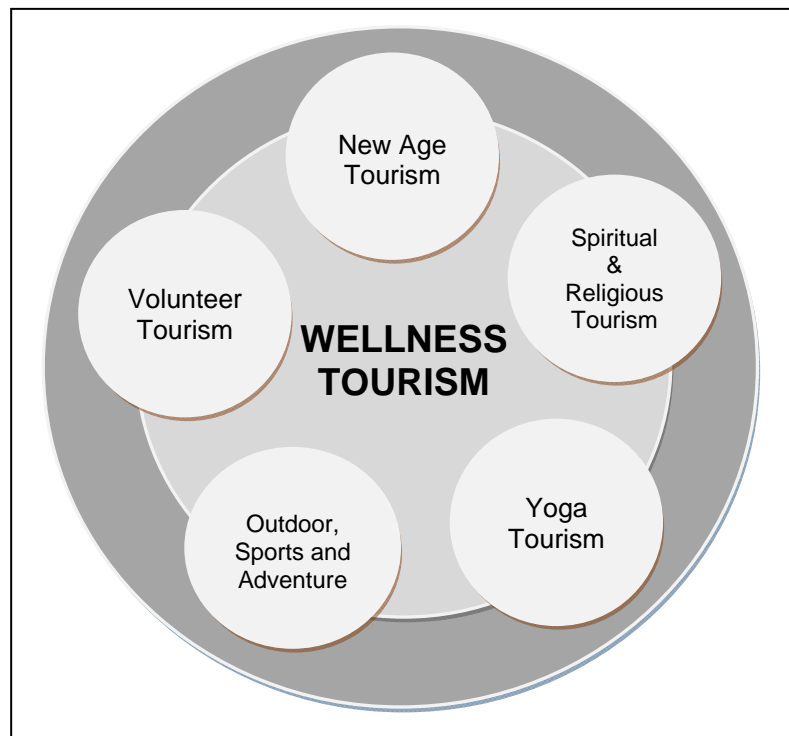 New Age
Tourism
Spiritual
&
Religious
Tourism
Volunteer
Tourism
WELLNESS
TOURISM
Yoga
Tourism
Outdoor,
Sports and
Adventure